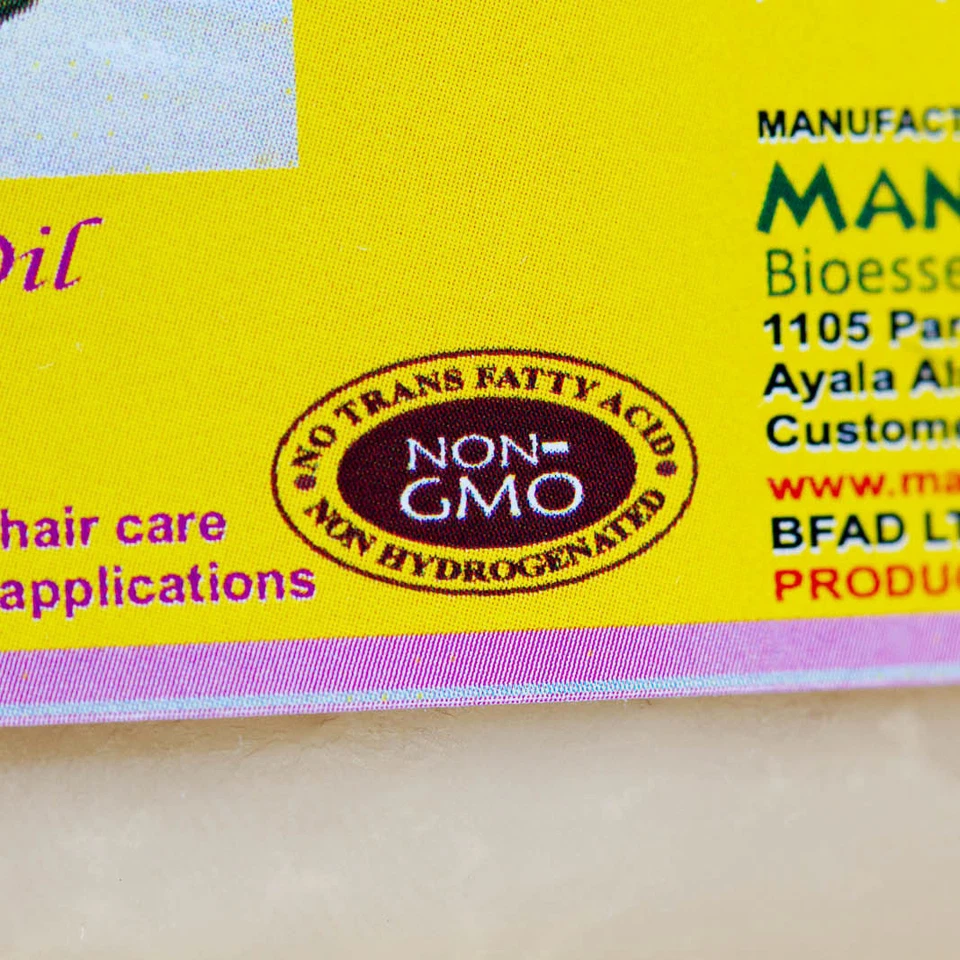 Oil
hair care
applications
NO TRANS FATTY ACID
NON-
GMO
NON HYDROGENATED
MANUFACT
MAN
Bioesse
1105 Par
Ayala Al
Custome
www.ma
BFAD LT
PRODUC